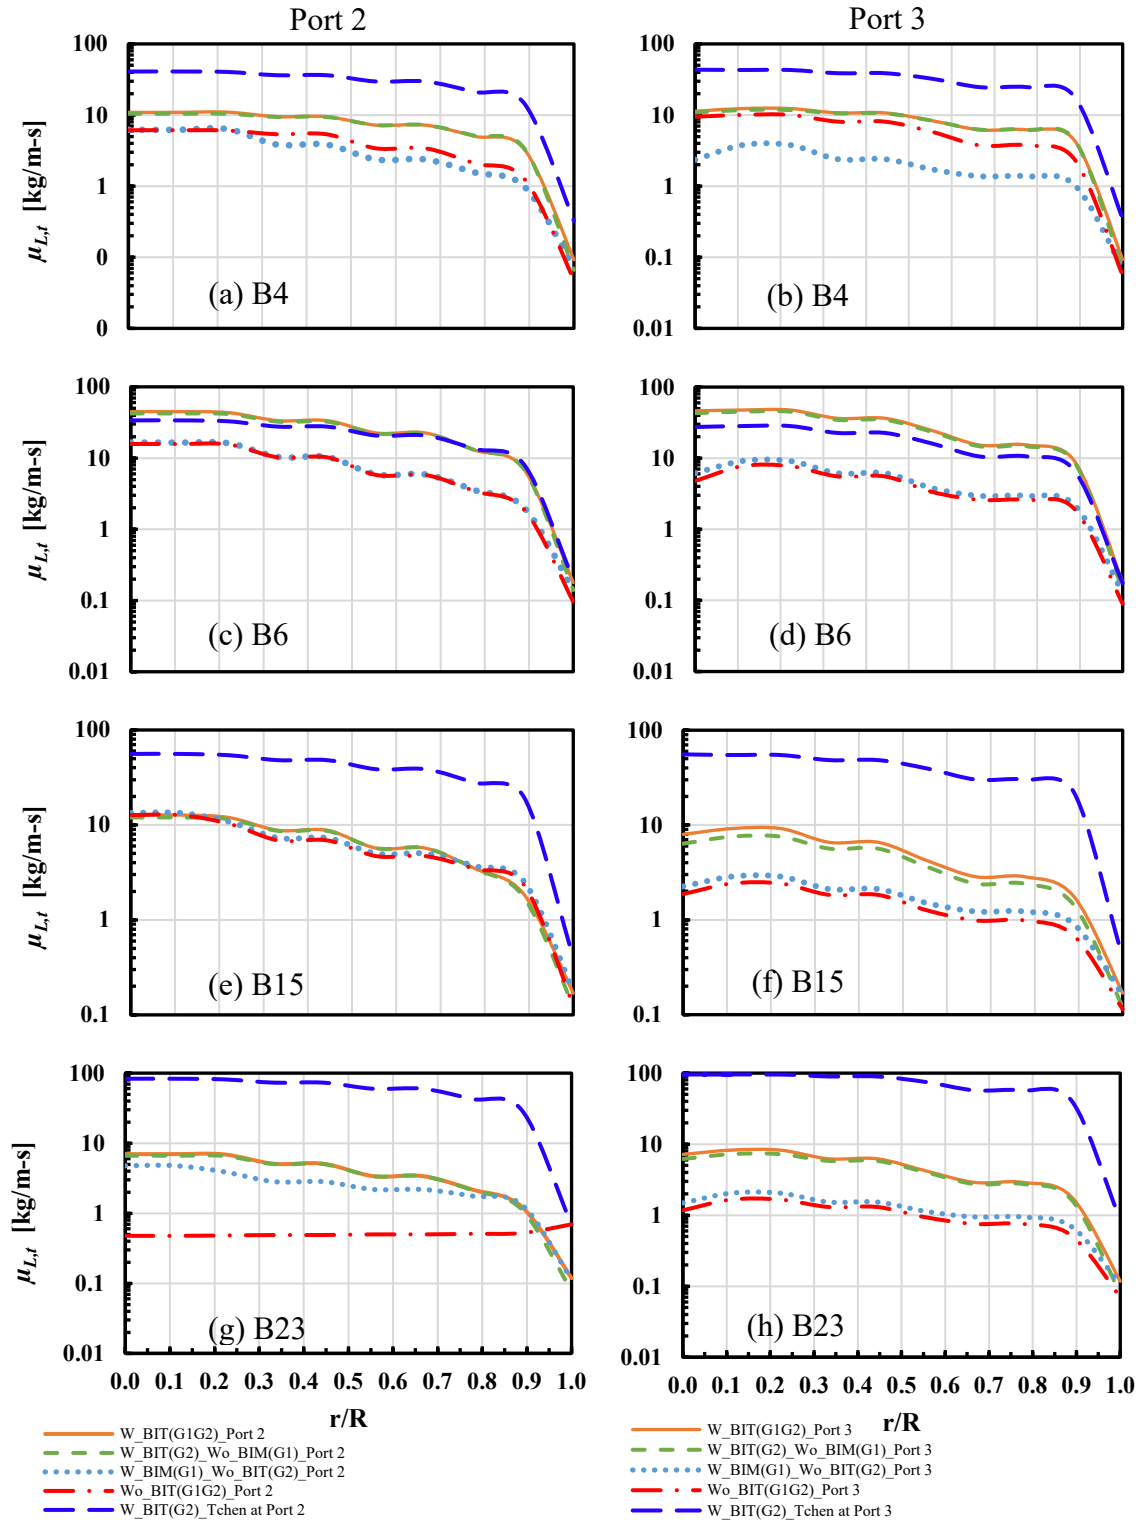 Port 2
Port 3
100
10
1
0
0
μL,t [kg/m-s]
(a) B4
100
10
1
0.1
0.01
(b) B4
100
10
1
0.1
0.01
μL,t [kg/m-s]
(c) B6
100
10
1
0.1
0.01
(d) B6
100
10
1
0.1
μL,t [kg/m-s]
(e) B15
100
10
1
0.1
(f) B15
100
10
1
0.1
0.01
μL,t [kg/m-s]
(g) B23
0.0 0.1 0.2 0.3 0.4 0.5 0.6 0.7 0.8 0.9 1.0
r/R
100
10
1
0.1
0.01
(h) B23
0.0 0.1 0.2 0.3 0.4 0.5 0.6 0.7 0.8 0.9 1.0
r/R
W_BIT(G1G2)_Port 2
W_BIT(G2)_Wo_BIM(G1)_Port 2
W_BIM(G1)_Wo_BIT(G2)_Port 2
Wo_BIT(G1G2)_Port 2
W_BIT(G2)_Tchen at Port 2
W_BIT(G1G2)_Port 3
W_BIT(G2)_Wo_BIM(G1)_Port 3
W_BIM(G1)_Wo_BIT(G2)_Port 3
Wo_BIT(G1G2)_Port 3
W_BIT(G2)_Tchen at Port 3